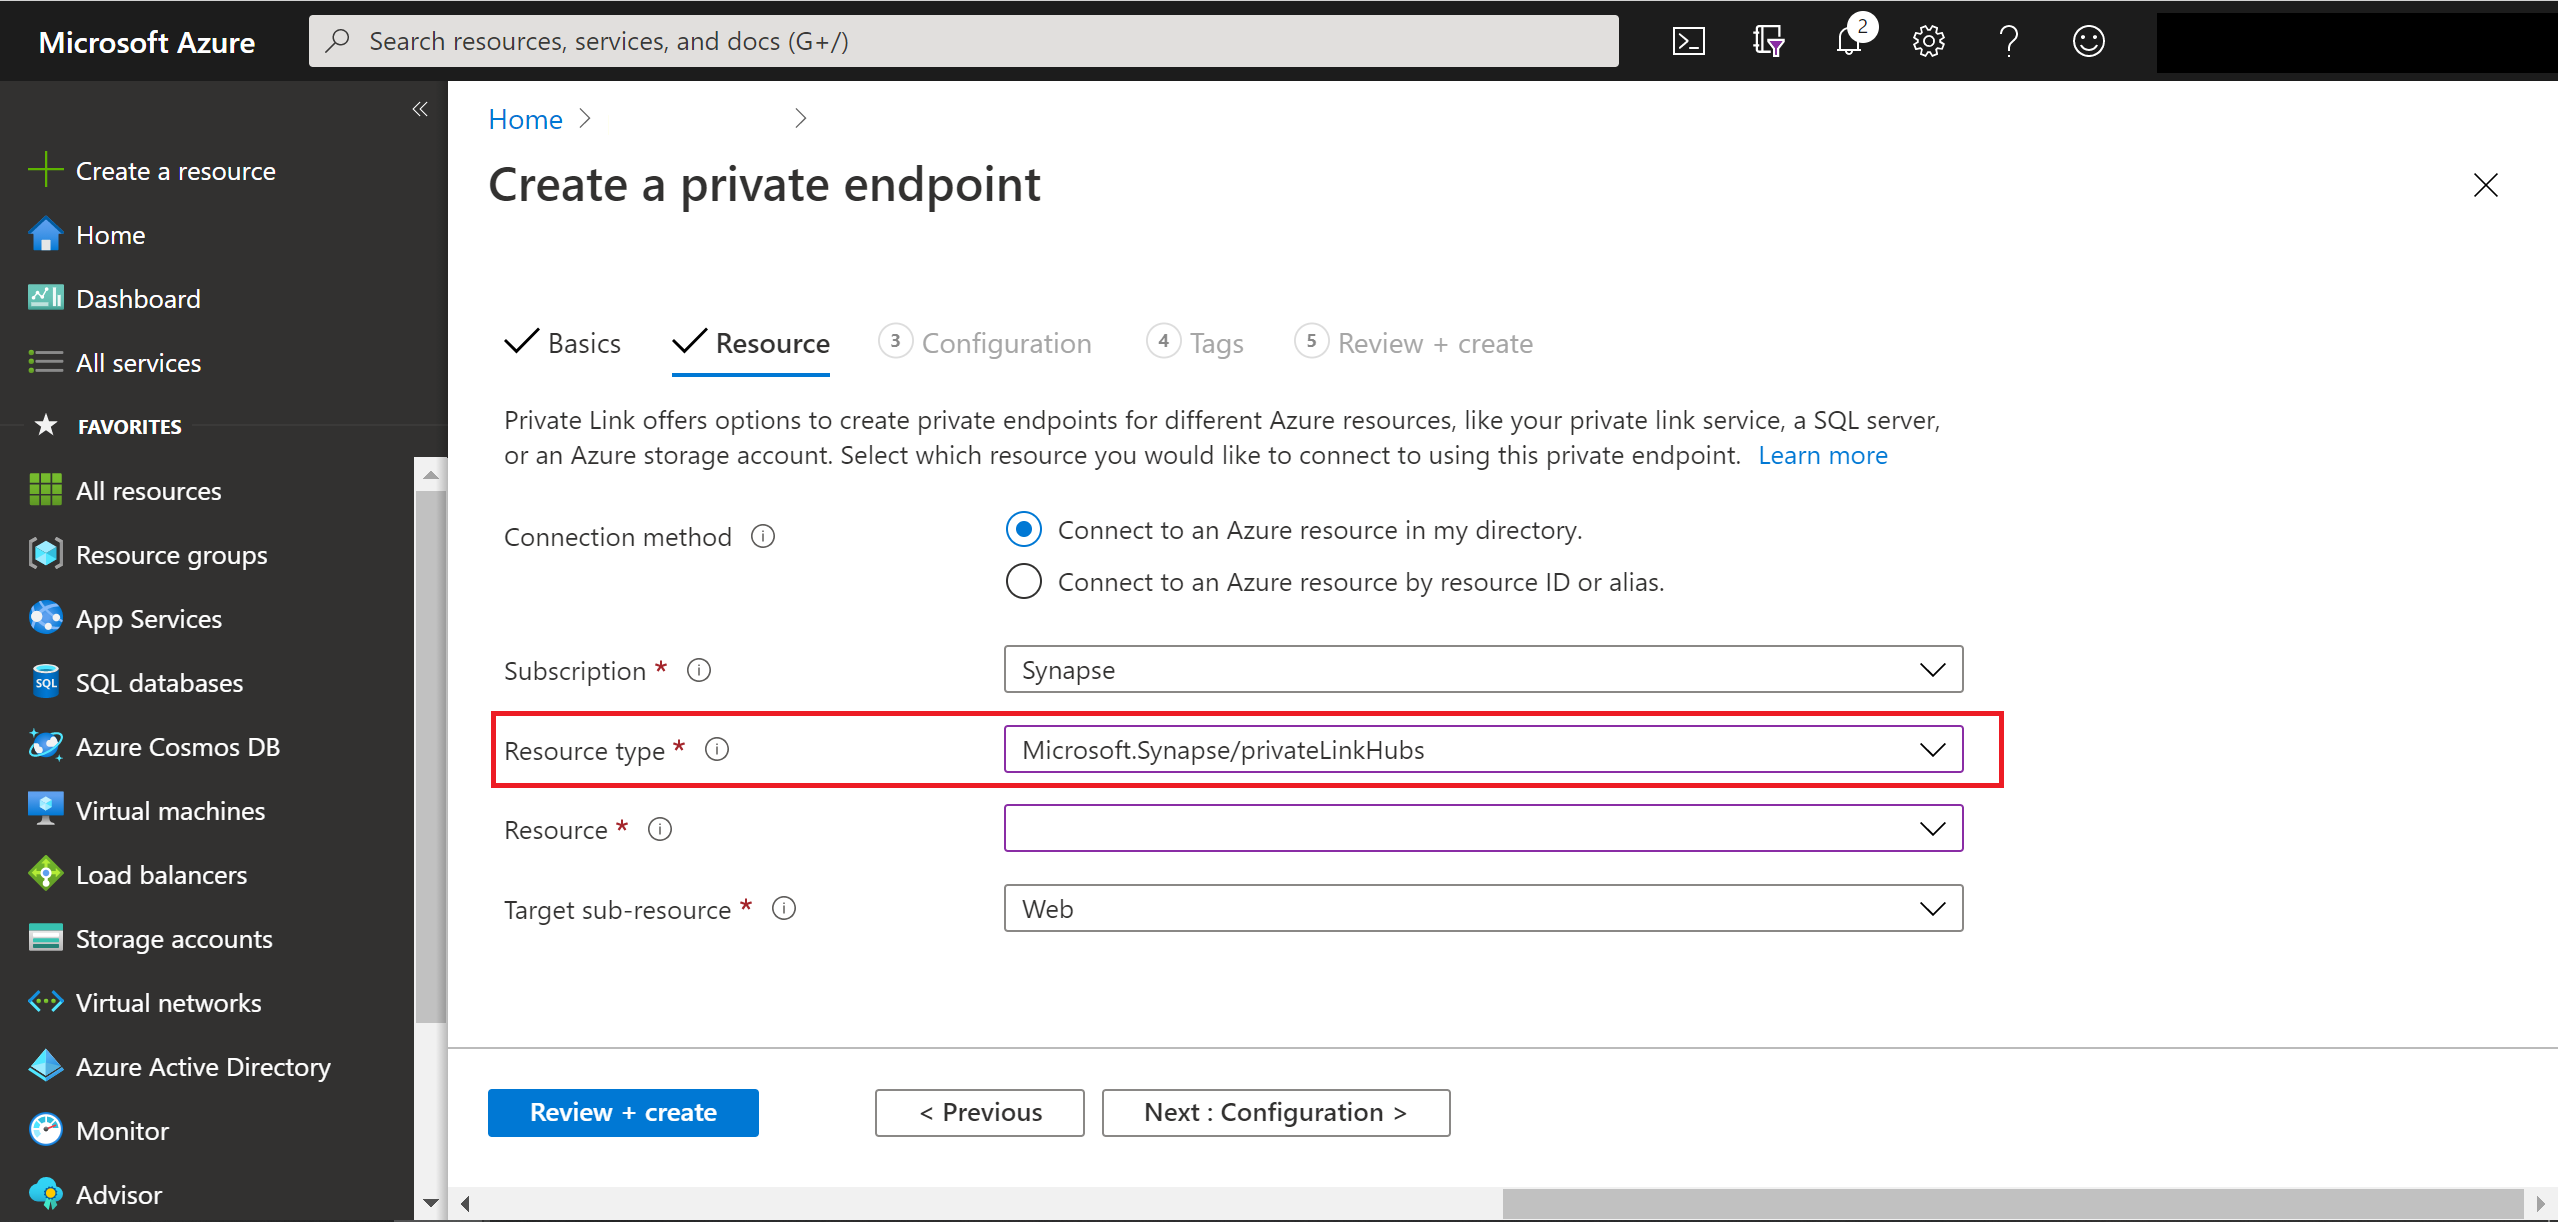 Microsoft Azure
Search resources, services, and docs (G+/)
2
Create a resource
Home
Dashboard
All services
FAVORITES
All resources
Resource groups
App Services
SQL
SQL databases
Azure Cosmos DB
Virtual machines
Load balancers
Storage accounts
Virtual networks
Azure Active Directory
Monitor
Advisor
Home
Create a private endpoint
Basics
Resource
3 Configuration
4 Tags
5 Review + create
Private Link offers options to create private endpoints for different Azure resources, like your private link service, a SQL server,
or an Azure storage account. Select which resource you would like to connect to using this private endpoint. Learn more
Connection method
Connect to an Azure resource in my directory.
Connect to an Azure resource by resource ID or alias.
Subscription * Synapse
Resource type * Microsoft.Synapse/privateLinkHubs
Resource *
Target sub-resource * Web
Review + create
< Previous
Next : Configuration >